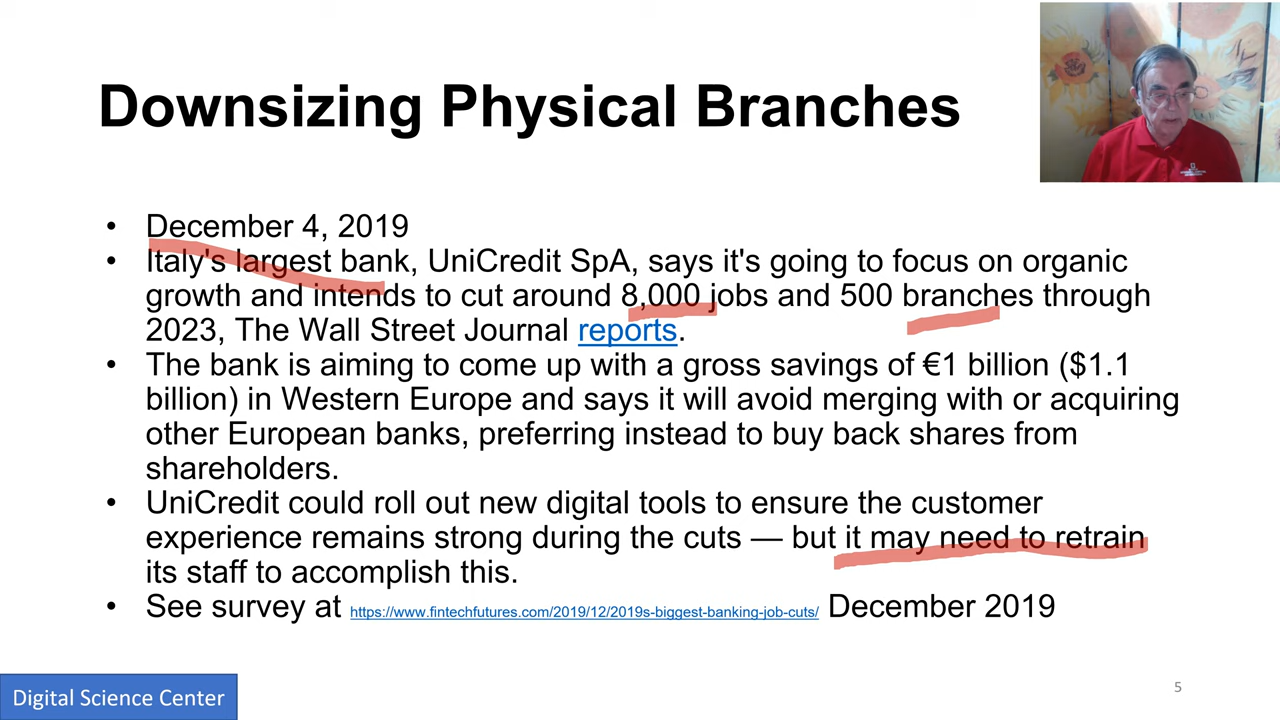 Downsizing Physical Branches
• December 4, 2019
• Italy's largest bank, UniCredit SpA, says it's going to focus on organic
growth and intends to cut around 8,000 jobs and 500 branches through
2023, The Wall Street Journal reports.
• The bank is aiming to come up with a gross savings of €1 billion ($1.1
billion) in Western Europe and says it will avoid merging with or acquiring
other European banks, preferring instead to buy back shares from
shareholders.
• UniCredit could roll out new digital tools to ensure the customer
experience remains strong during the cuts — but it may need to retrain
its staff to accomplish this.
• See survey at https://www.fintechfutures.com/2019/12/2019s-biggest-banking-job-cuts/ December 2019
Digital Science Center
5